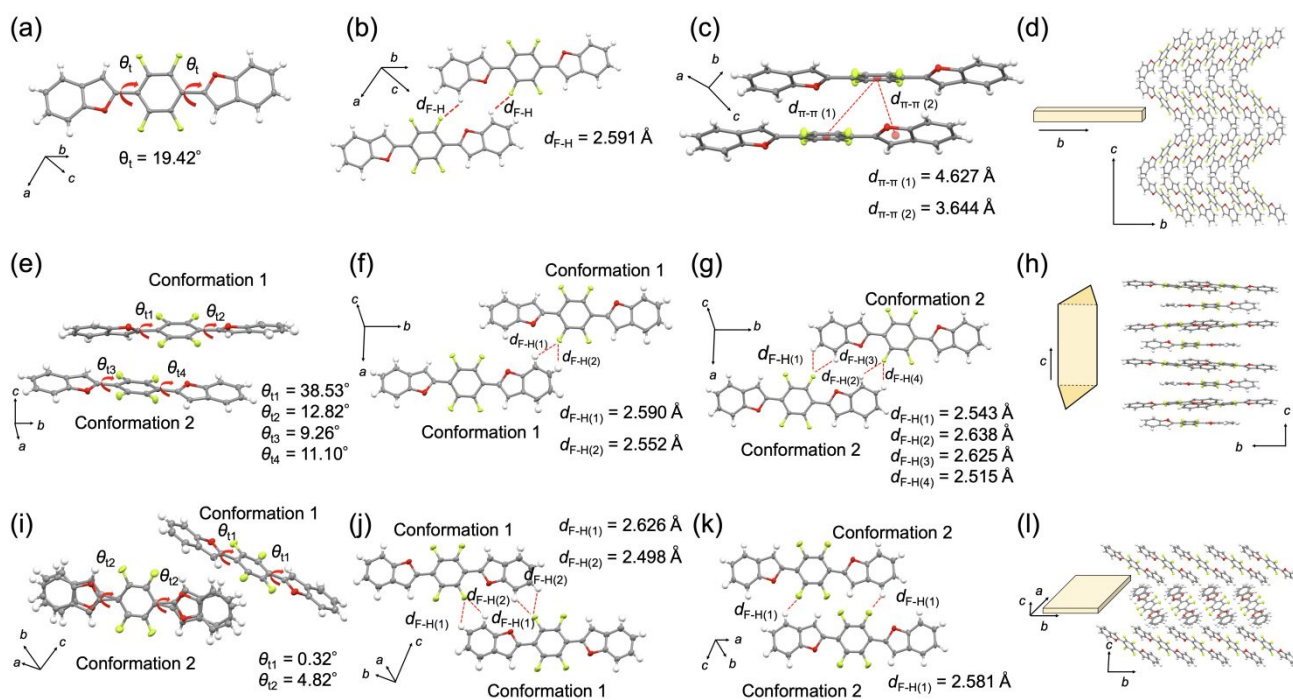 (a)
θt
θt
b
c
a
θt = 19.42°
(b)
b
c
a
dF-H
dF-H
dF-H = 2.591 Å
(c)
b
a
c
dπ-π (1)
dπ-π (2)
dπ-π (1) = 4.627 Å
dπ-π (2) = 3.644 Å
(d)
b
c
b
(e)
Conformation 1
θt1
θt2
θt3
θt4
c
b
a
Conformation 2
θt1 = 38.53°
θt2 = 12.82°
θt3 = 9.26°
θt4 = 11.10°
(f)
Conformation 1
c
b
a
dF-H(1)
dF-H(2)
Conformation 1
dF-H(1) = 2.590 Å
dF-H(2) = 2.552 Å
(g)
Conformation 2
c
b
a
dF-H(1)
dF-H(3)
dF-H(2)
dF-H(4)
Conformation 2
dF-H(1) = 2.543 Å
dF-H(2) = 2.638 Å
dF-H(3) = 2.625 Å
dF-H(4) = 2.515 Å
(h)
c
c
b
(i)
Conformation 1
θt1
θt1
θt2
θt2
b
c
a
Conformation 2
θt1 = 0.32°
θt2 = 4.82°
(j)
Conformation 1
dF-H(1) = 2.626 Å
dF-H(2) = 2.498 Å
dF-H(2)
dF-H(2)
dF-H(1)
dF-H(1)
c
a
b
Conformation 1
(k)
Conformation 2
dF-H(1)
dF-H(1)
a
c
b
Conformation 2
dF-H(1) = 2.581 Å
(l)
c
a
b
c
b